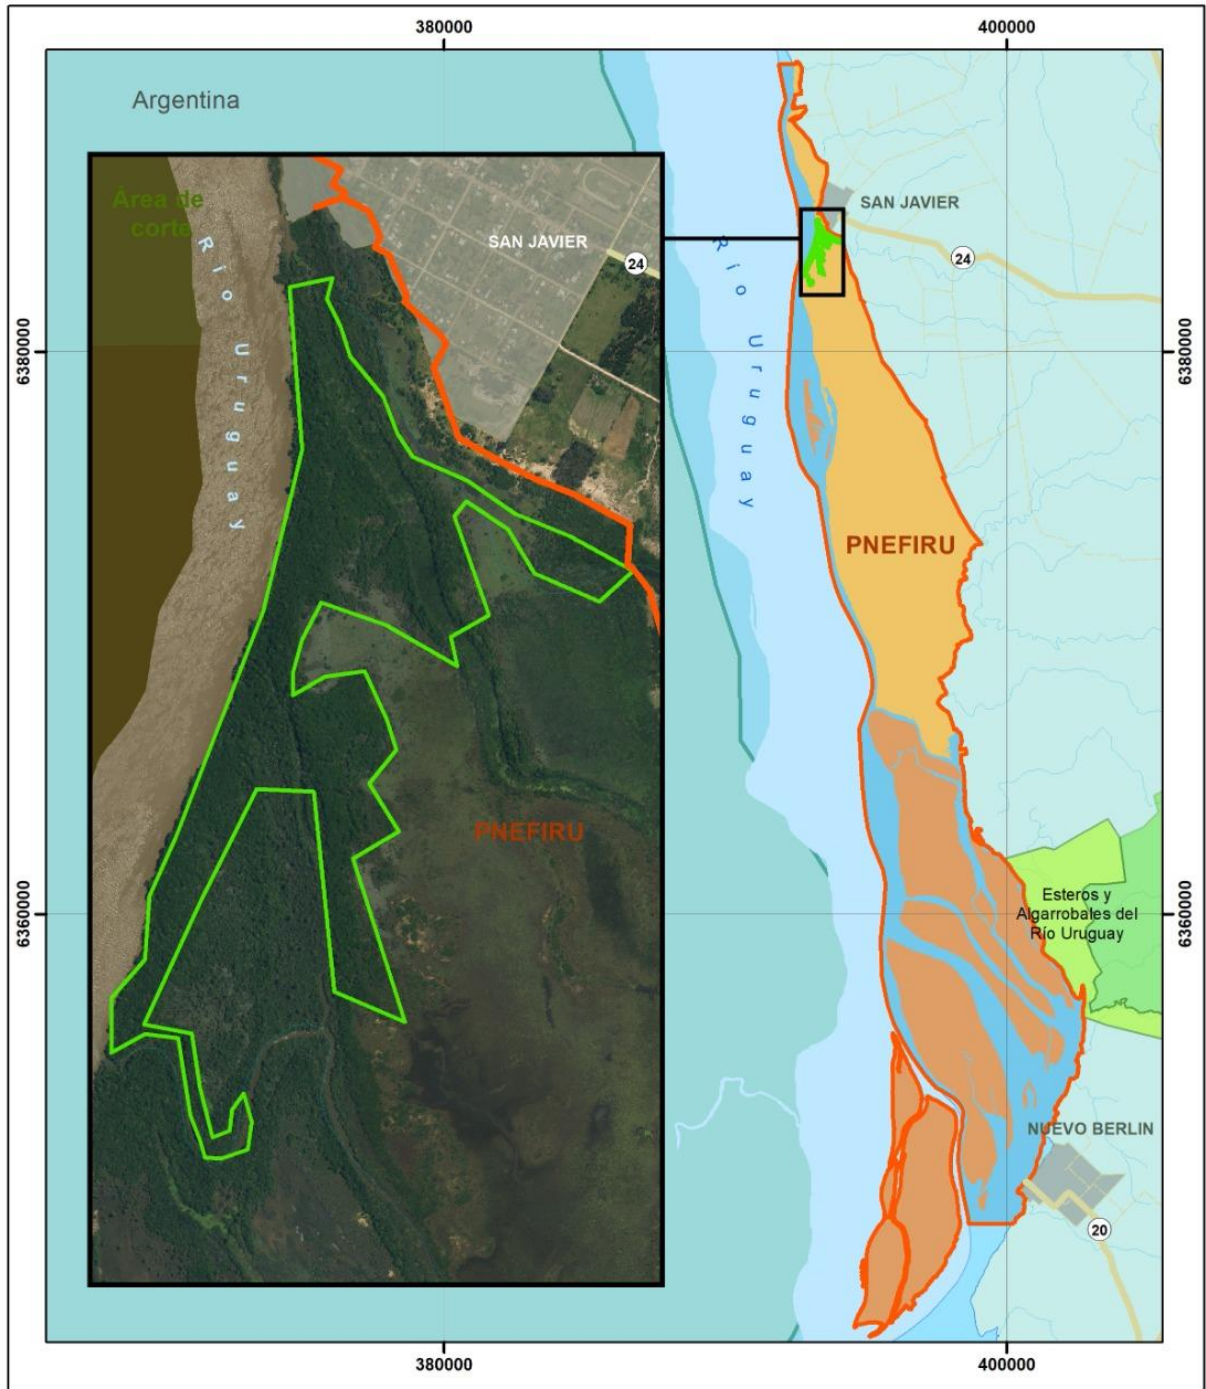 380000
400000
Argentina
Área de
corte
Río Uruguay
SAN JAVIER
24
SAN JAVIER
24
Río Uruguay
6380000
6380000
PNEFIRU
PNEFIRU
Esteros y
Algarrobales del
Río Uruguay
6360000
6360000
NUEVO BERLIN
20
380000
400000